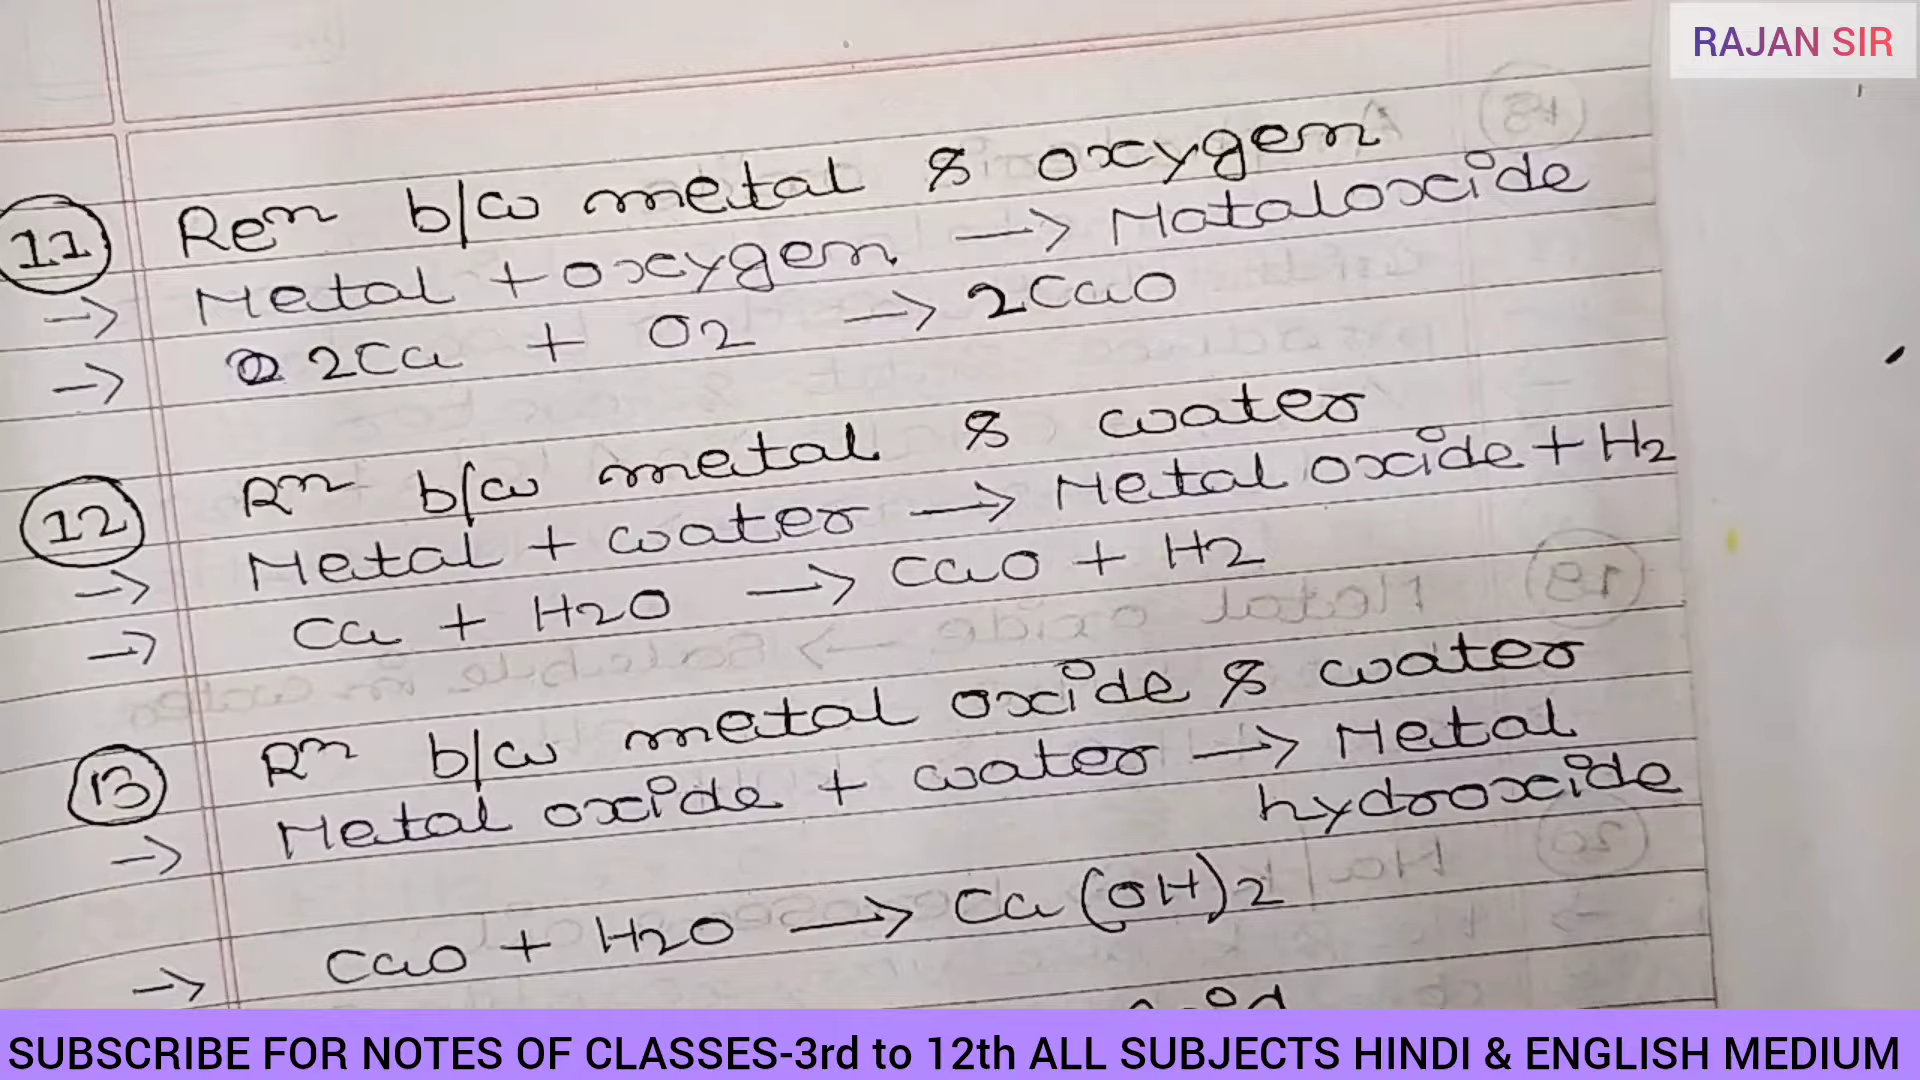 RAJAN SIR
11 Reⁿ b/w metal & oxygen
→ Metal + oxygen → Mataloxide
→ 2 2Ca + O2 → 2CaO
12 Rⁿ b/w metal & water
→ Metal + water → Metal oxide + H2
→ Ca + H2O → CaO + H2
13 Rⁿ b/w metal oxide & water
→ Metal oxide + water → Metal
hydroxide
→ CaO + H2O → Ca(OH)2
SUBSCRIBE FOR NOTES OF CLASSES-3rd to 12th ALL SUBJECTS HINDI & ENGLISH MEDIUM